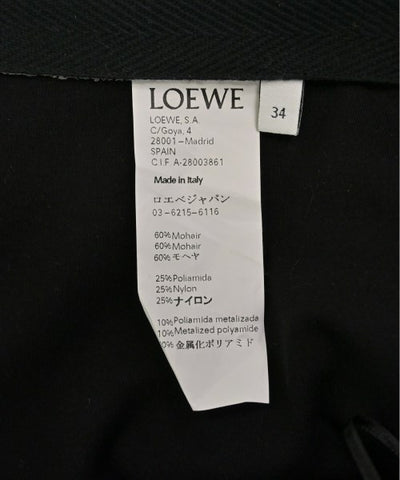 LOEWE
34
LOEWE, S.A.
C/Goya, 4
28001-Madrid
SPAIN
C.I.F. A-28003861
Made in Italy
ロエベジャパン
03-6215-6116
60%Mohair
60%Mohair
60%モヘヤ
25%Poliamida
25%Nylon
25%ナイロン
10%Poliamida metalizada
10%Metalized polyamide
10%金属化ポリアミド